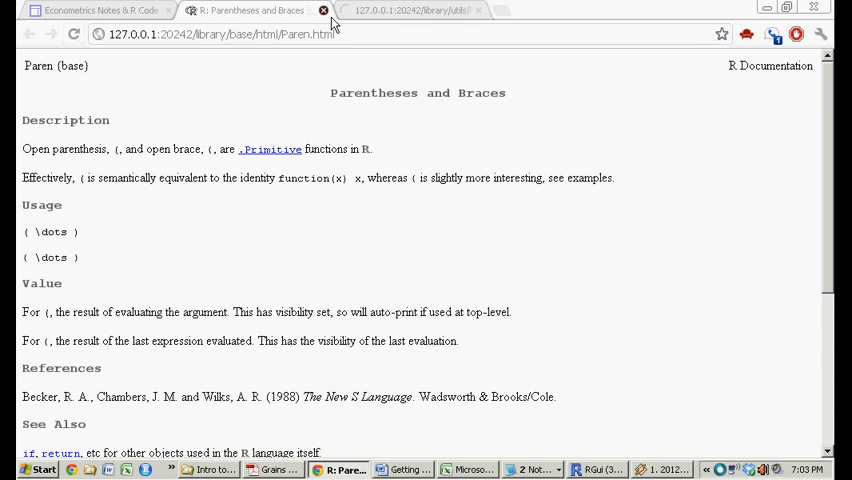 Econometrics Notes & R Code
R: Parentheses and Braces
127.0.0.1:20242/library/utils/
127.0.0.1:20242/library/base/html/Paren.html
Paren {base}
R Documentation
Parentheses and Braces
Description
Open parenthesis, (, and open brace, {, are .Primitive functions in R.
Effectively, ( is semantically equivalent to the identity function(x) x, whereas { is slightly more interesting, see examples.
Usage
( \dots )
{ \dots }
Value
For (, the result of evaluating the argument. This has visibility set, so will auto-print if used at top-level.
For {, the result of the last expression evaluated. This has the visibility of the last evaluation.
References
Becker, R. A., Chambers, J. M. and Wilks, A. R. (1988) The New S Language. Wadsworth & Brooks/Cole.
See Also
if, return, etc for other objects used in the R language itself.
Start
Intro to...
Grains ...
R: Pare...
Getting ...
Microso...
2 Not...
RGui (3...
1. 2012...
7:03 PM